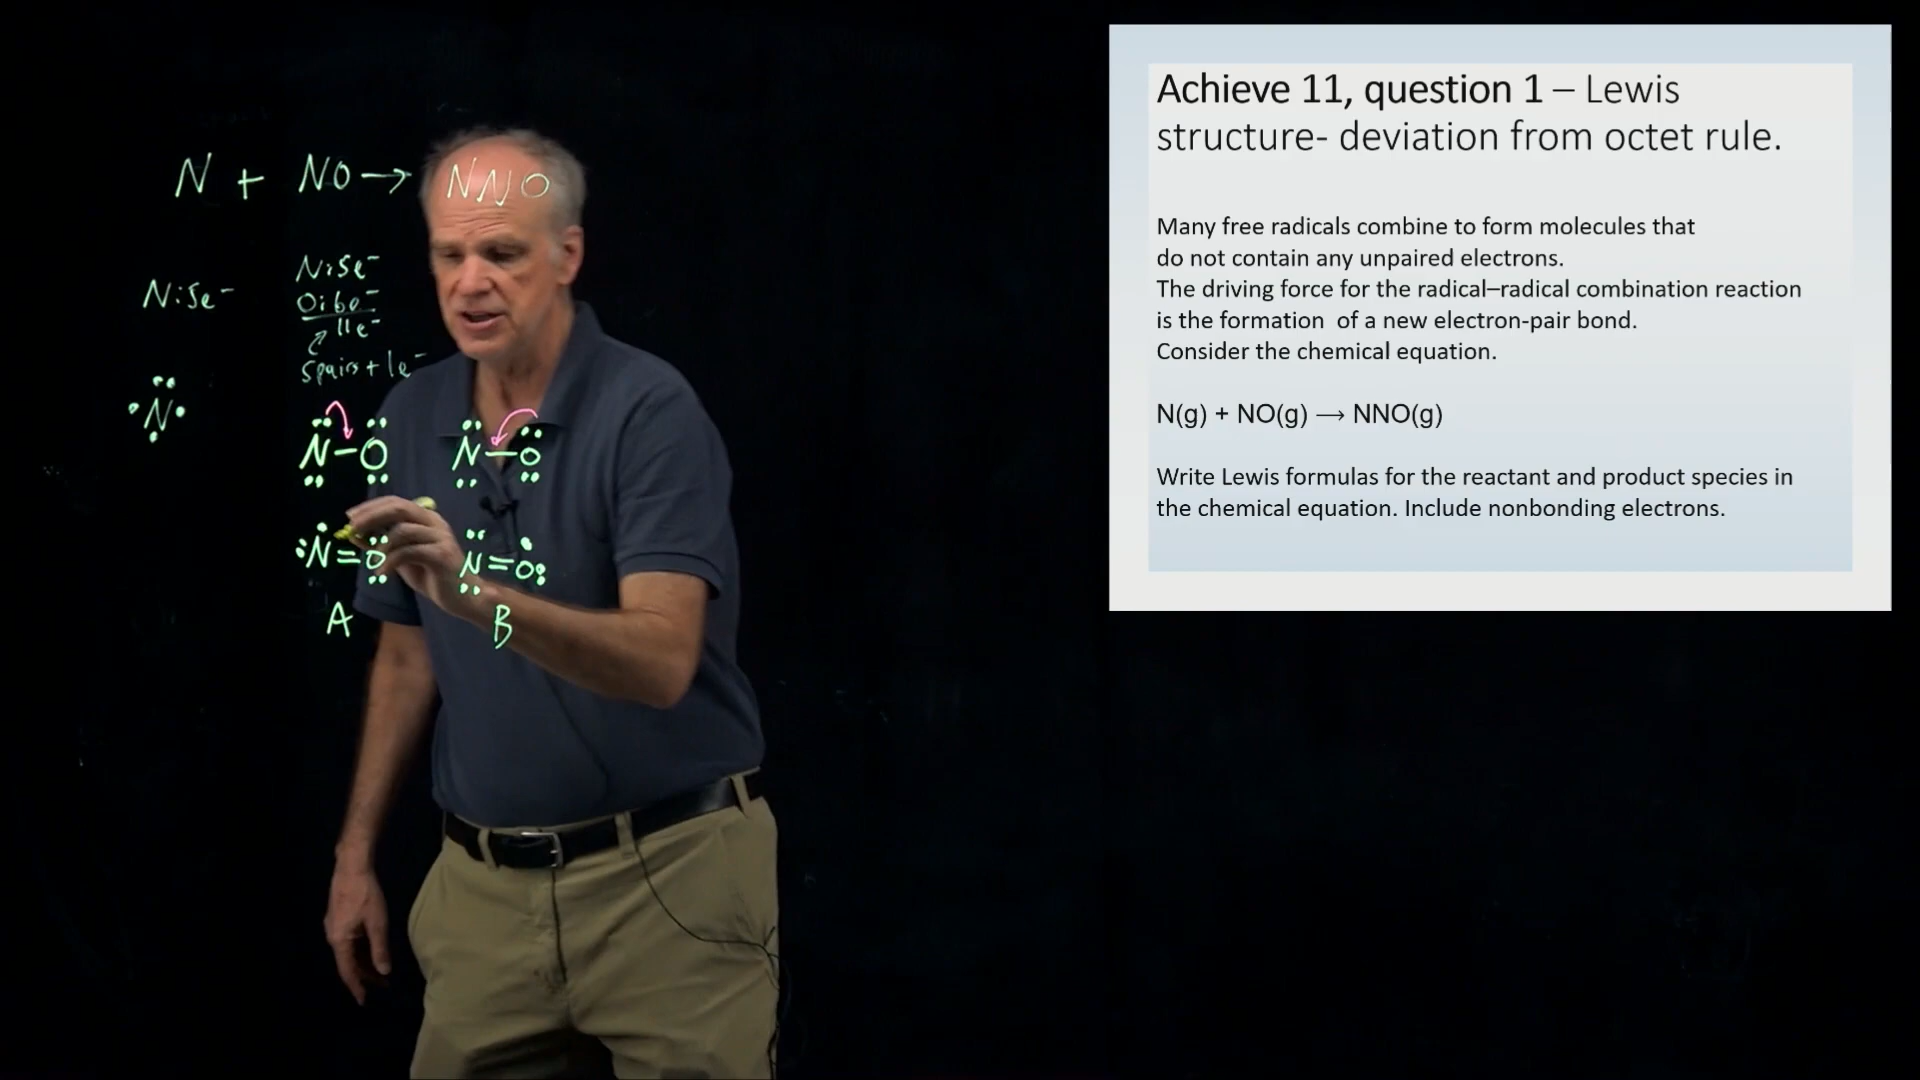 N + NO → NNO
N: 5e⁻
N: 5e⁻
O: 6e⁻
11e⁻
5 pairs + 1e⁻
N
N-O
N-O
N=O
N=O
A
B
Achieve 11, question 1 – Lewis
structure- deviation from octet rule.
Many free radicals combine to form molecules that
do not contain any unpaired electrons.
The driving force for the radical–radical combination reaction
is the formation of a new electron-pair bond.
Consider the chemical equation.
N(g) + NO(g) ⟶ NNO(g)
Write Lewis formulas for the reactant and product species in
the chemical equation. Include nonbonding electrons.